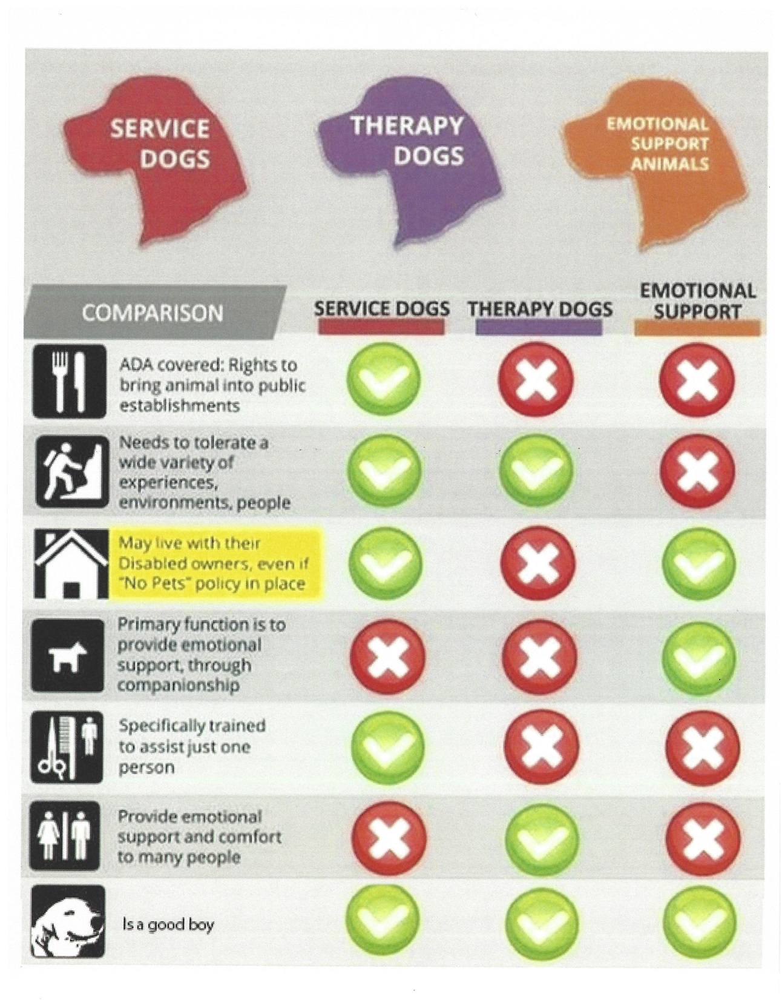 SERVICE
DOGS
THERAPY
DOGS
EMOTIONAL
SUPPORT
ANIMALS
COMPARISON
SERVICE DOGS
THERAPY DOGS
EMOTIONAL
SUPPORT
ADA covered: Rights to
bring animal into public
establishments
Needs to tolerate a
wide variety of
experiences,
environments, people
May live with their
Disabled owners, even if
"No Pets" policy in place
Primary function is to
provide emotional
support, through
companionship
Specifically trained
to assist just one
person
Provide emotional
support and comfort
to many people
Is a good boy